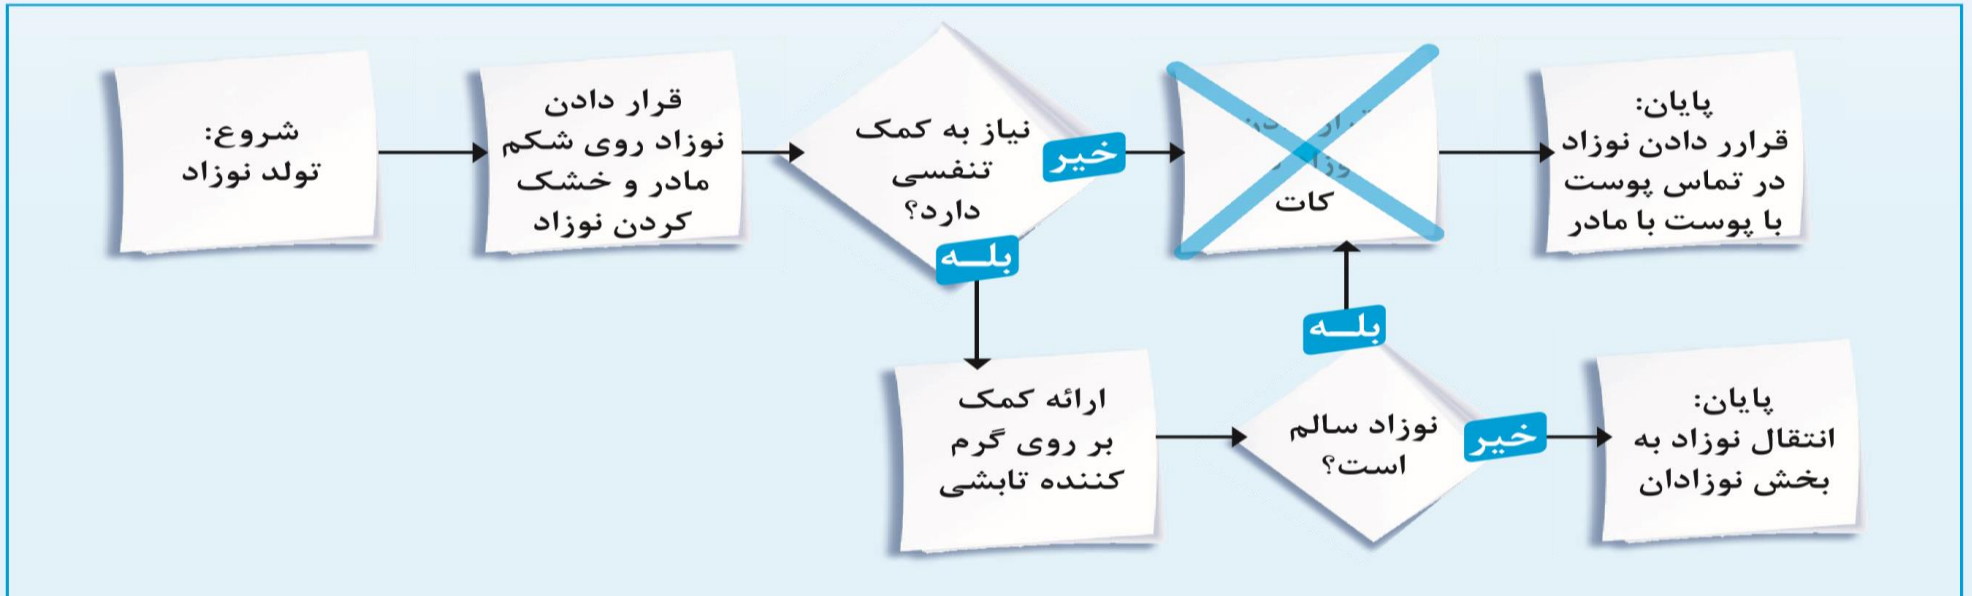 شروع:
تولد نوزاد
قرار دادن
نوزاد روی شکم
مادر و خشک
کردن نوزاد
نیاز به کمک
تنفسی
دارد؟
خیر
بلـــه
کات
پایان:
قرارر دادن نوزاد
در تماس پوست
با پوست با مادر
ارائه کمک
بر روی گرم
کننده تابشی
نوزاد سالم
است؟
بلـــه
خیر
پایان:
انتقال نوزاد به
بخش نوزادان